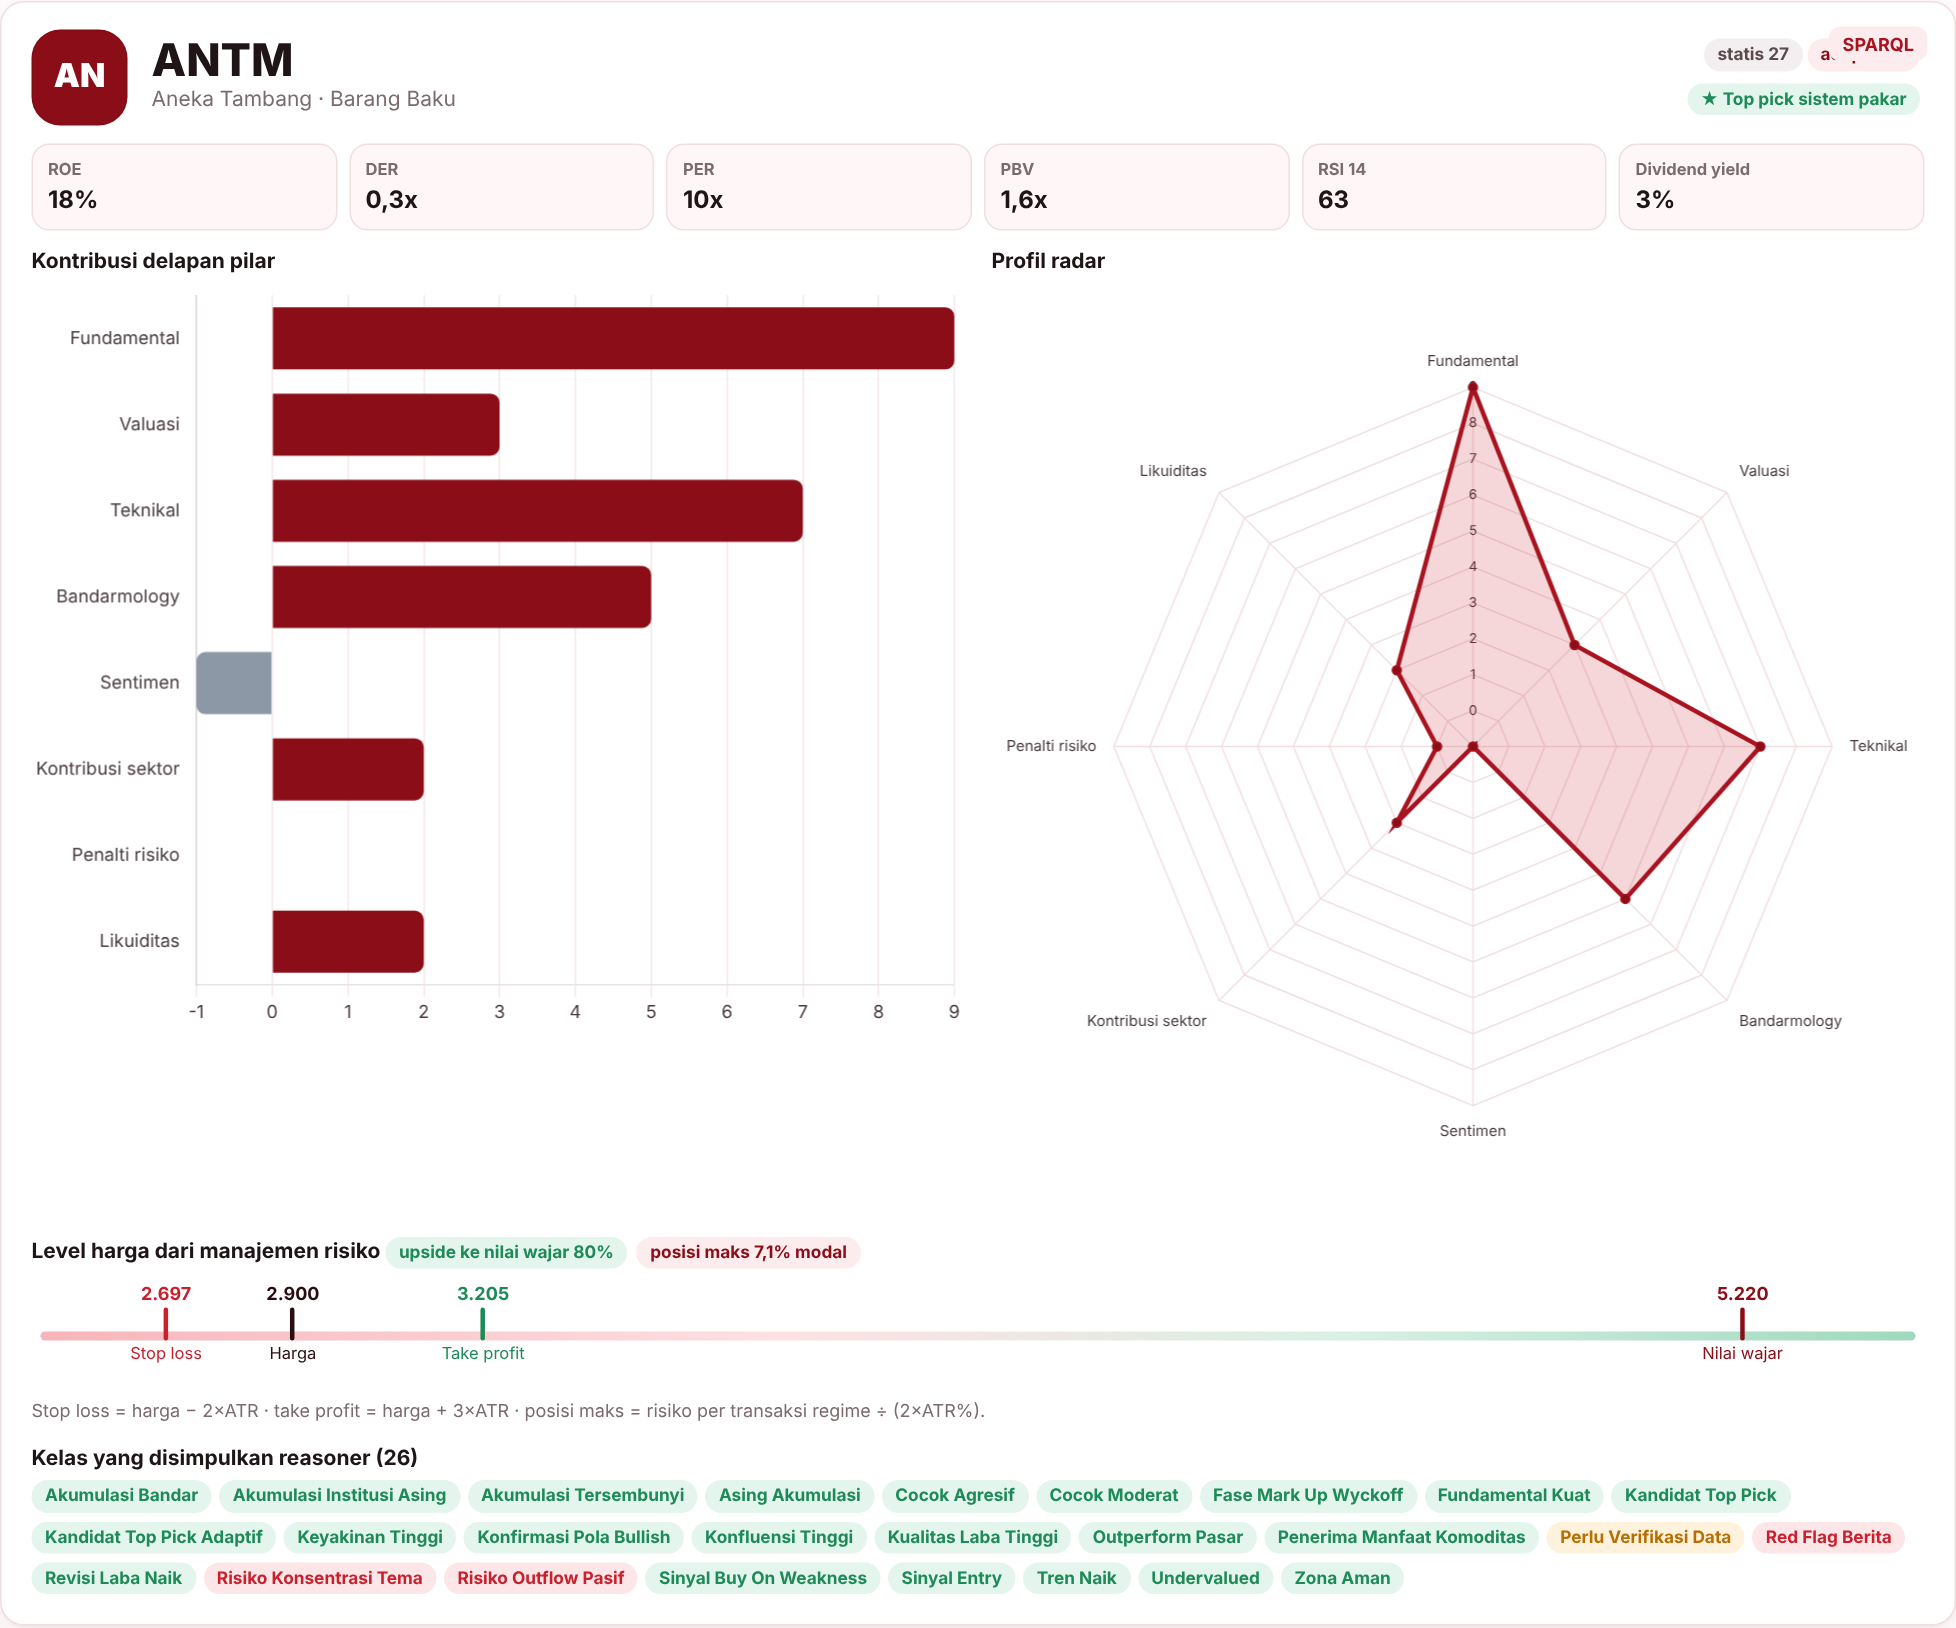 AN
ANTM
Aneka Tambang · Barang Baku
statis 27
SPARQL
★ Top pick sistem pakar
ROE
18%
DER
0,3x
PER
10x
PBV
1,6x
RSI 14
63
Dividend yield
3%
Kontribusi delapan pilar
Fundamental
Valuasi
Teknikal
Bandarmology
Sentimen
Kontribusi sektor
Penalti risiko
Likuiditas
-1 0 1 2 3 4 5 6 7 8 9
Profil radar
Fundamental
Valuasi
Teknikal
Bandarmology
Sentimen
Kontribusi sektor
Penalti risiko
Likuiditas
8
7
6
5
4
3
2
1
0
Level harga dari manajemen risiko upside ke nilai wajar 80% posisi maks 7,1% modal
2.697 2.900 3.205 5.220
Stop loss Harga Take profit Nilai wajar
Stop loss = harga − 2×ATR · take profit = harga + 3×ATR · posisi maks = risiko per transaksi regime ÷ (2×ATR%).
Kelas yang disimpulkan reasoner (26)
Akumulasi Bandar Akumulasi Institusi Asing Akumulasi Tersembunyi Asing Akumulasi Cocok Agresif Cocok Moderat Fase Mark Up Wyckoff Fundamental Kuat Kandidat Top Pick
Kandidat Top Pick Adaptif Keyakinan Tinggi Konfirmasi Pola Bullish Konfluensi Tinggi Kualitas Laba Tinggi Outperform Pasar Penerima Manfaat Komoditas Perlu Verifikasi Data Red Flag Berita
Revisi Laba Naik Risiko Konsentrasi Tema Risiko Outflow Pasif Sinyal Buy On Weakness Sinyal Entry Tren Naik Undervalued Zona Aman